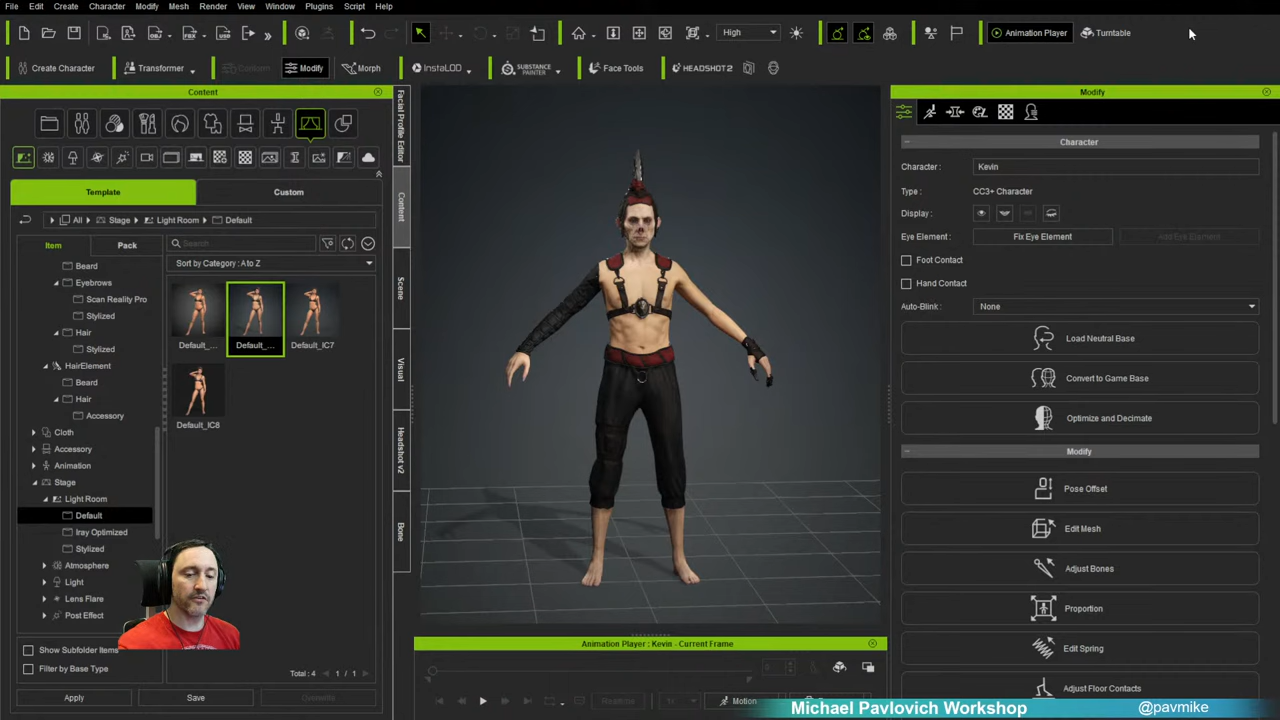 File Edit Create Character Modify Mesh Render View Window Plugins Script Help
High
Animation Player
Turntable
Create Character
Transformer
Conform
Modify
Morph
InstaLOD
SUBSTANCE PAINTER
Face Tools
HEADSHOT 2
Content
Template
Custom
All
Stage
Light Room
Default
Item
Pack
Search
Sort by Category : A to Z
Beard
Eyebrows
Scan Reality Pro
Stylized
Hair
Stylized
HairElement
Beard
Hair
Accessory
Cloth
Accessory
Animation
Stage
Light Room
Default
Iray Optimized
Stylized
Atmosphere
Light
Lens Flare
Post Effect
Default_...
Default_...
Default_IC7
Default_IC8
Show Subfolder Items
Filter by Base Type
Total : 4
1 / 1
Apply
Save
Overwrite
Facial Profile Editor
Content
Scene
Visual
Headshot v2
Bone
Animation Player : Kevin - Current Frame
0
Realtime
1x
Motion
Modify
Character
Character :
Kevin
Type :
CC3+ Character
Display :
Eye Element :
Fix Eye Element
Add Eye Element
Foot Contact
Hand Contact
Auto-Blink :
None
Load Neutral Base
Convert to Game Base
Optimize and Decimate
Modify
Pose Offset
Edit Mesh
Adjust Bones
Proportion
Edit Spring
Adjust Floor Contacts
Michael Pavlovich Workshop
@pavmike